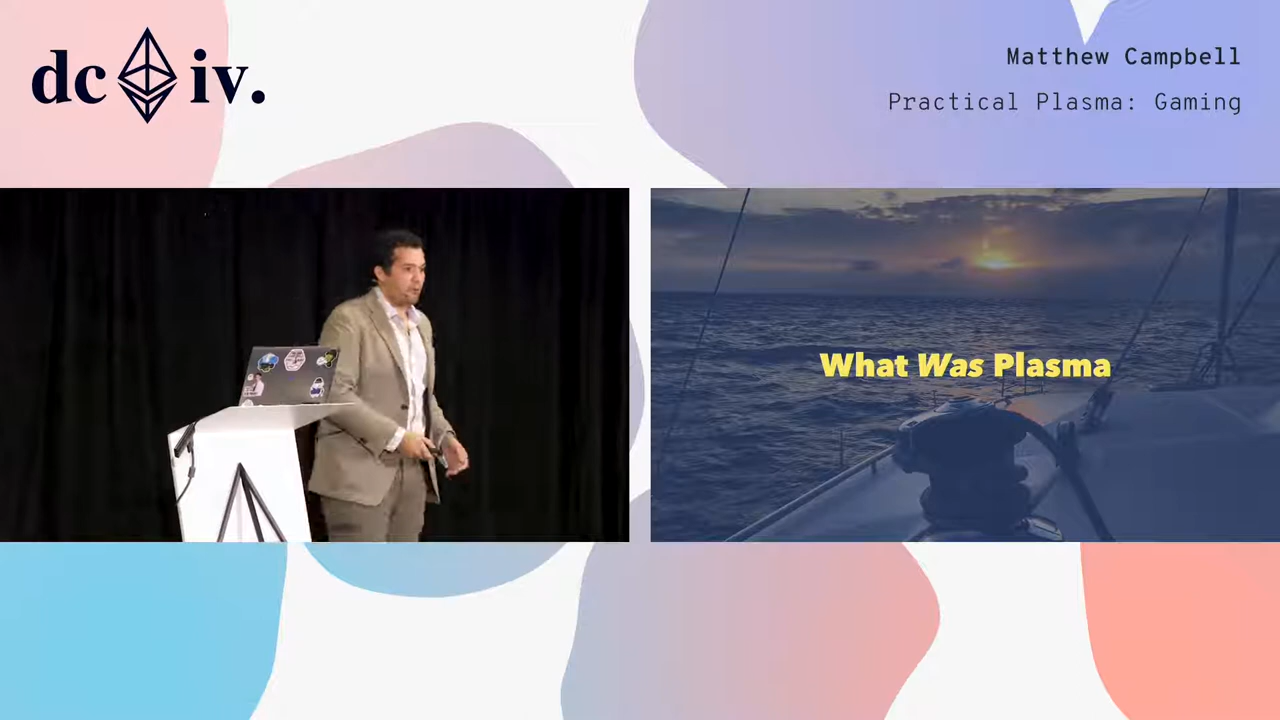 dc iv.
Matthew Campbell
Practical Plasma: Gaming
What Was Plasma